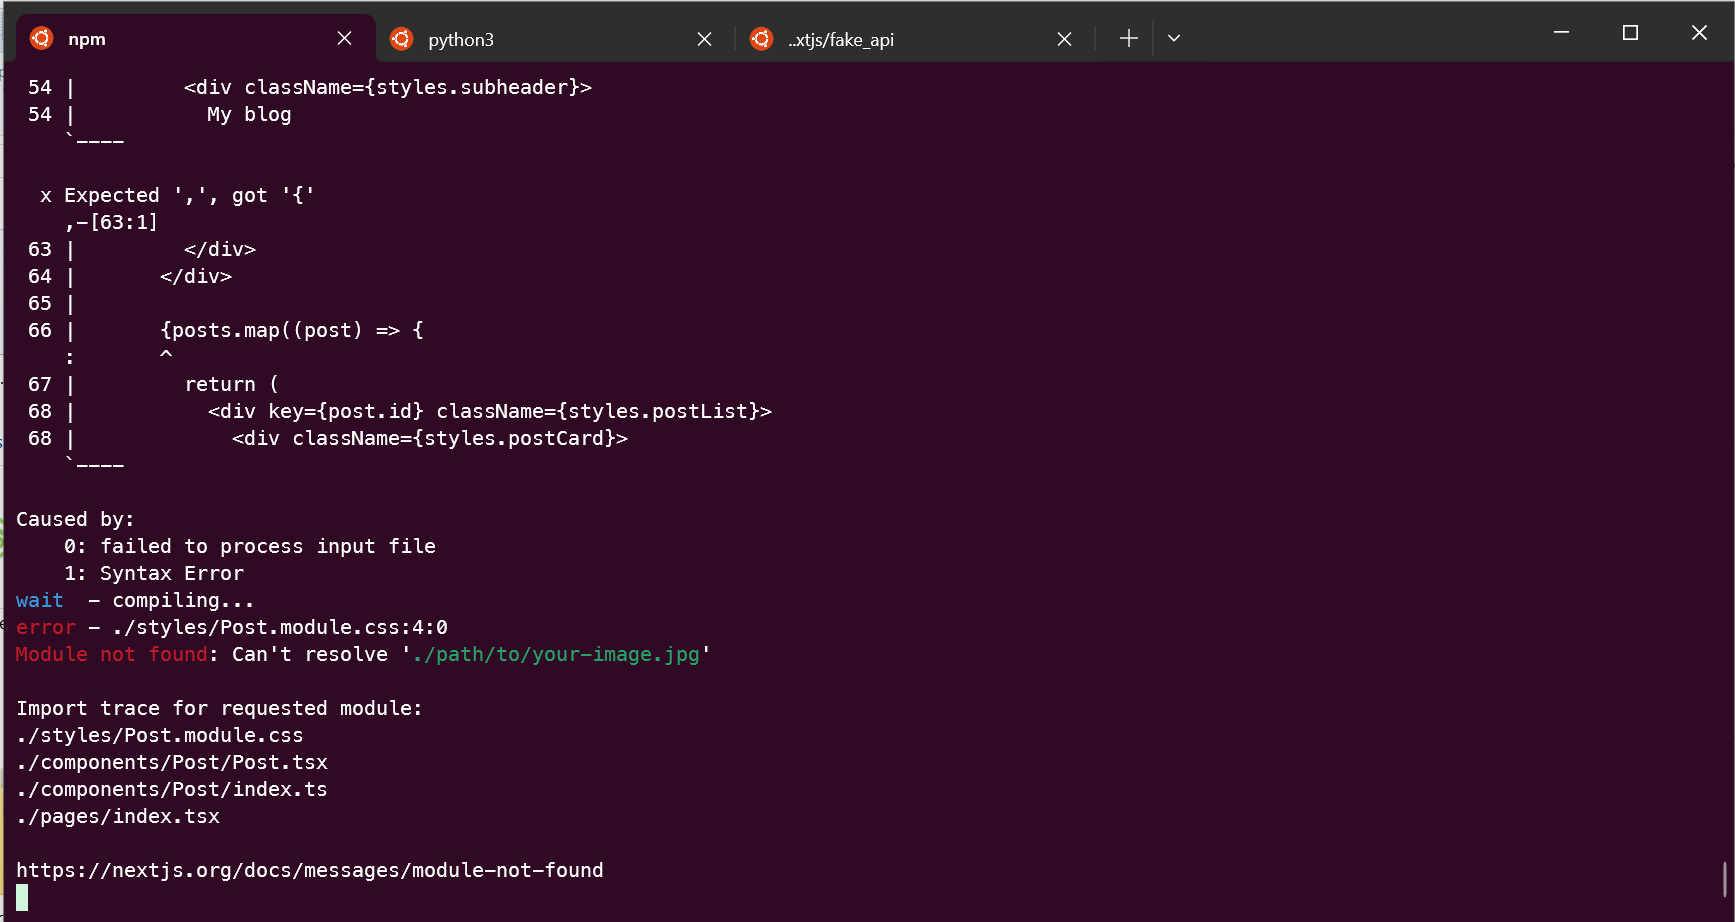 npm
python3
..xtjs/fake_api
54 |         <div className={styles.subheader}>
54 |           My blog
   `----
 x Expected ',', got '{'
   ,-[63:1]
63 |         </div>
64 |       </div>
65 |
66 |       {posts.map((post) => {
   :       ^
67 |         return (
68 |           <div key={post.id} className={styles.postList}>
68 |             <div className={styles.postCard}>
   `----
Caused by:
    0: failed to process input file
    1: Syntax Error
wait  - compiling...
error - ./styles/Post.module.css:4:0
Module not found: Can't resolve './path/to/your-image.jpg'
Import trace for requested module:
./styles/Post.module.css
./components/Post/Post.tsx
./components/Post/index.ts
./pages/index.tsx
https://nextjs.org/docs/messages/module-not-found